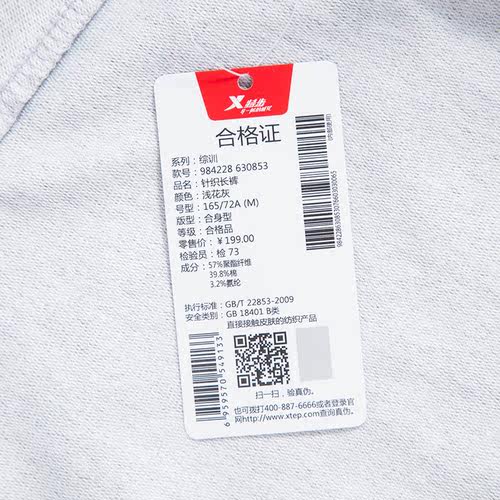 X特步
合格证
系列：综训
款号：984228 630853
品名：针织长裤
颜色：浅花灰
号型：165/72A (M)
版型：合身型
等级：合格品
零售价：￥199.00
检验员：检 73
成分：57%聚酯纤维
39.8%棉
3.2%氨纶
执行标准：GB/T 22853-2009
安全类别：GB 18401 B类
直接接触皮肤的纺织产品
6 959570 549133
扫一扫，验真伪。
也可拨打400-887-6666或者登录官
网http://www.xtep.com查询真伪。
(内部使用)